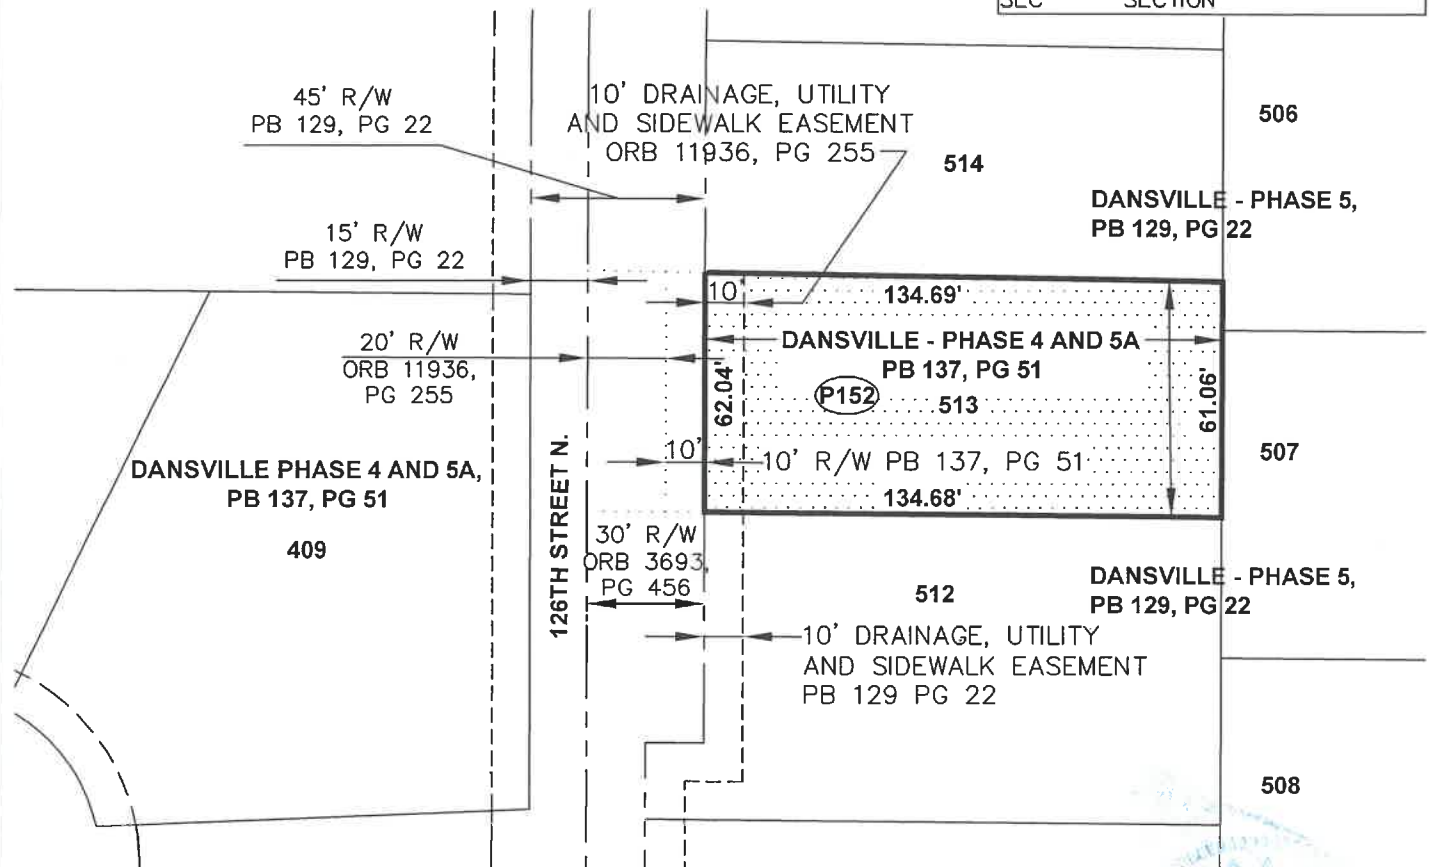 SEC SECTION
45' R/W
PB 129, PG 22
10' DRAINAGE, UTILITY
AND SIDEWALK EASEMENT
ORB 11936, PG 255
506
514
DANSVILLE - PHASE 5,
PB 129, PG 22
15' R/W
PB 129, PG 22
10'
134.69'
20' R/W
ORB 11936,
PG 255
DANSVILLE - PHASE 4 AND 5A
PB 137, PG 51
P152
513
62.04'
61.06'
10'
10' R/W PB 137, PG 51
134.68'
507
DANSVILLE PHASE 4 AND 5A,
PB 137, PG 51
409
126TH STREET N.
30' R/W
ORB 3693,
PG 456
512
DANSVILLE - PHASE 5,
PB 129, PG 22
10' DRAINAGE, UTILITY
AND SIDEWALK EASEMENT
PB 129 PG 22
508